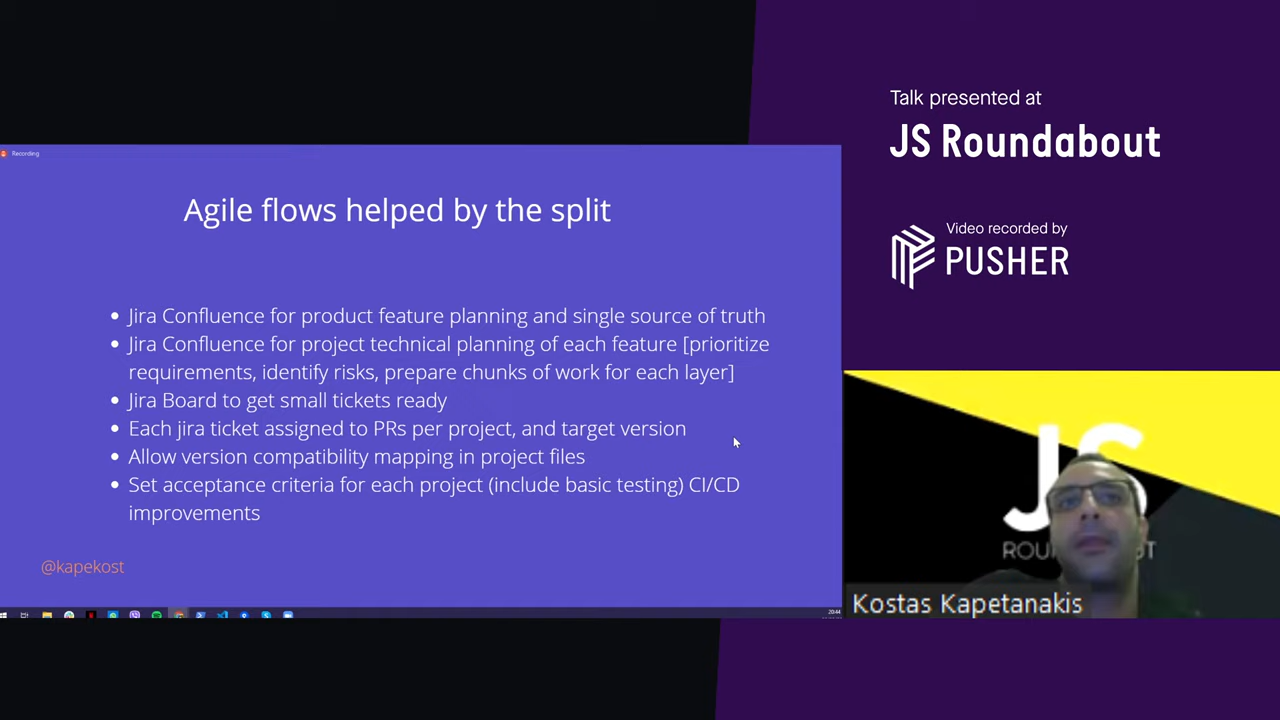 Talk presented at
JS Roundabout
Video recorded by
PUSHER
Recording
Agile flows helped by the split
Jira Confluence for product feature planning and single source of truth
Jira Confluence for project technical planning of each feature [prioritize
requirements, identify risks, prepare chunks of work for each layer]
Jira Board to get small tickets ready
Each jira ticket assigned to PRs per project, and target version
Allow version compatibility mapping in project files
Set acceptance criteria for each project (include basic testing) CI/CD
improvements
@kapekost
20:44
JS
Kostas Kapetanakis